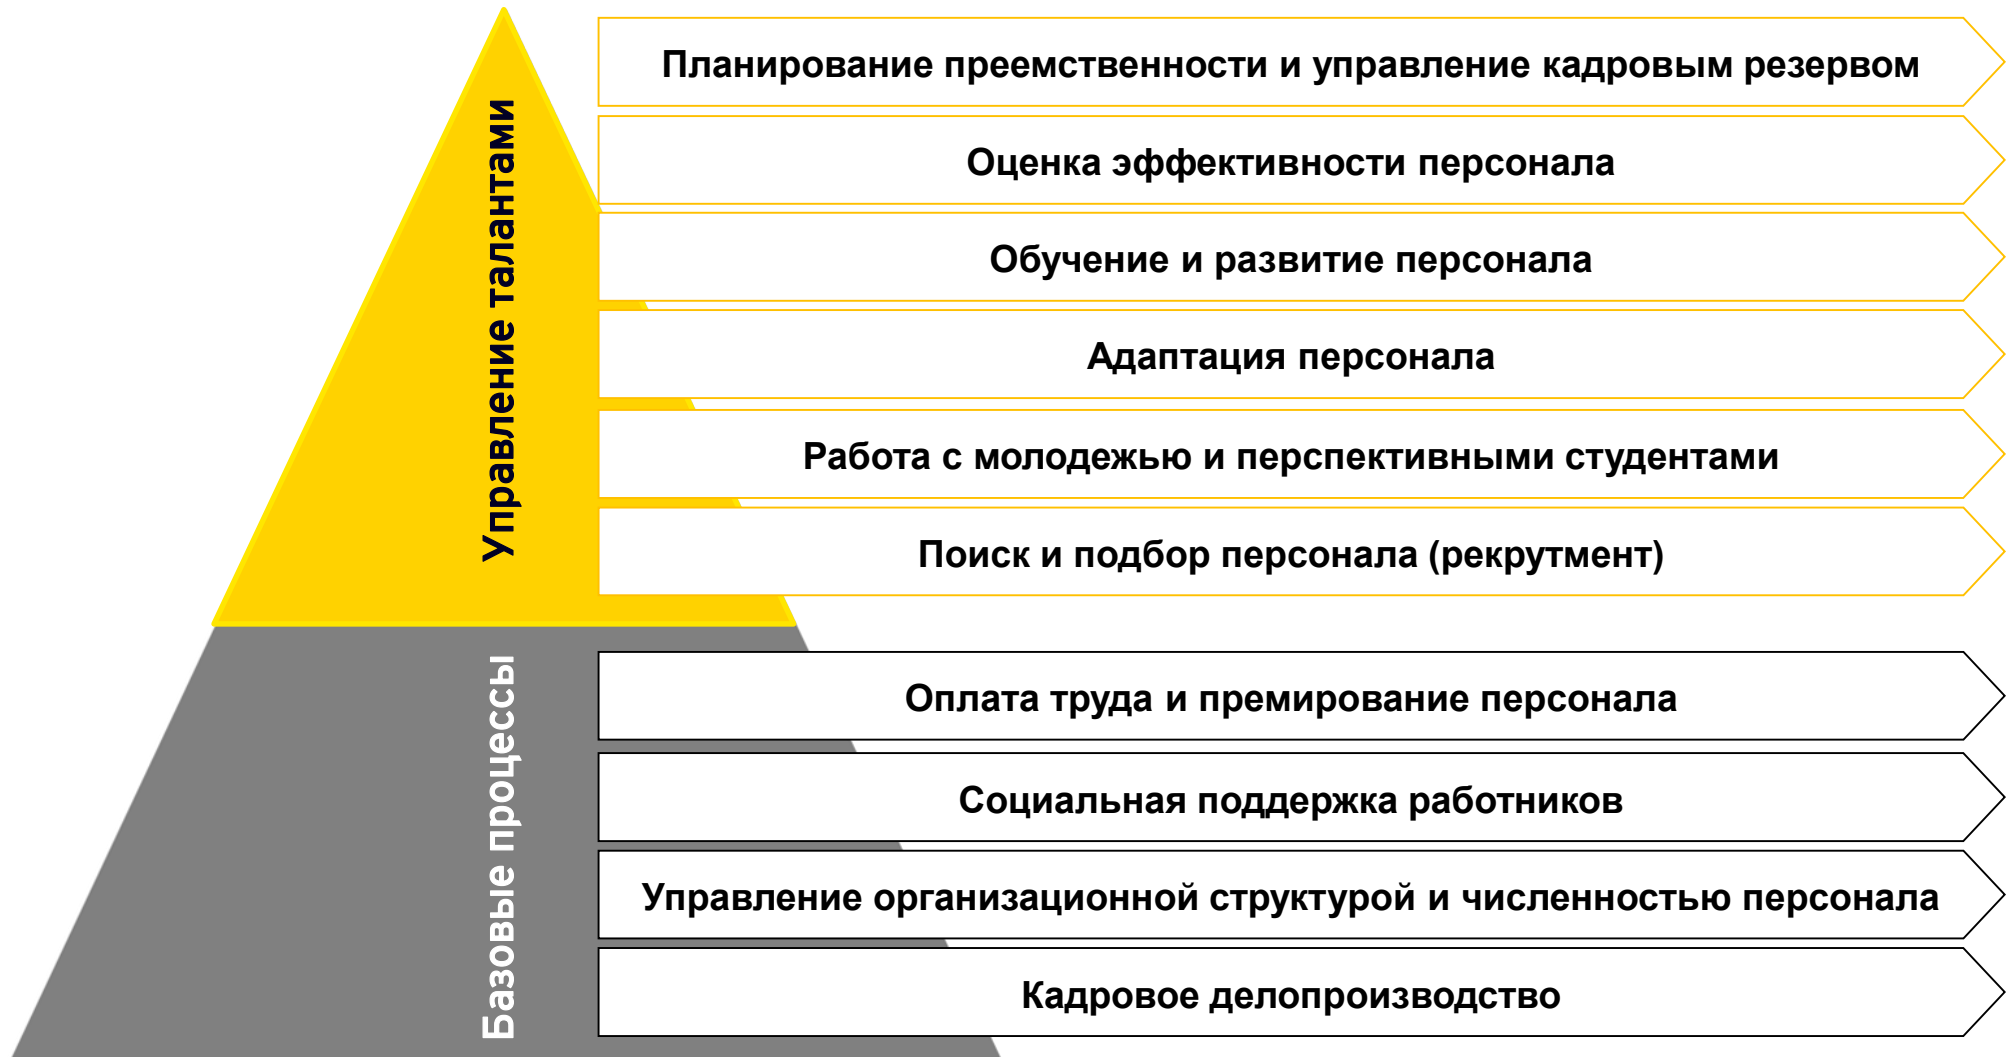 Управление талантами
Планирование преемственности и управление кадровым резервом
Оценка эффективности персонала
Обучение и развитие персонала
Адаптация персонала
Работа с молодежью и перспективными студентами
Поиск и подбор персонала (рекрутмент)
Базовые процессы
Оплата труда и премирование персонала
Социальная поддержка работников
Управление организационной структурой и численностью персонала
Кадровое делопроизводство